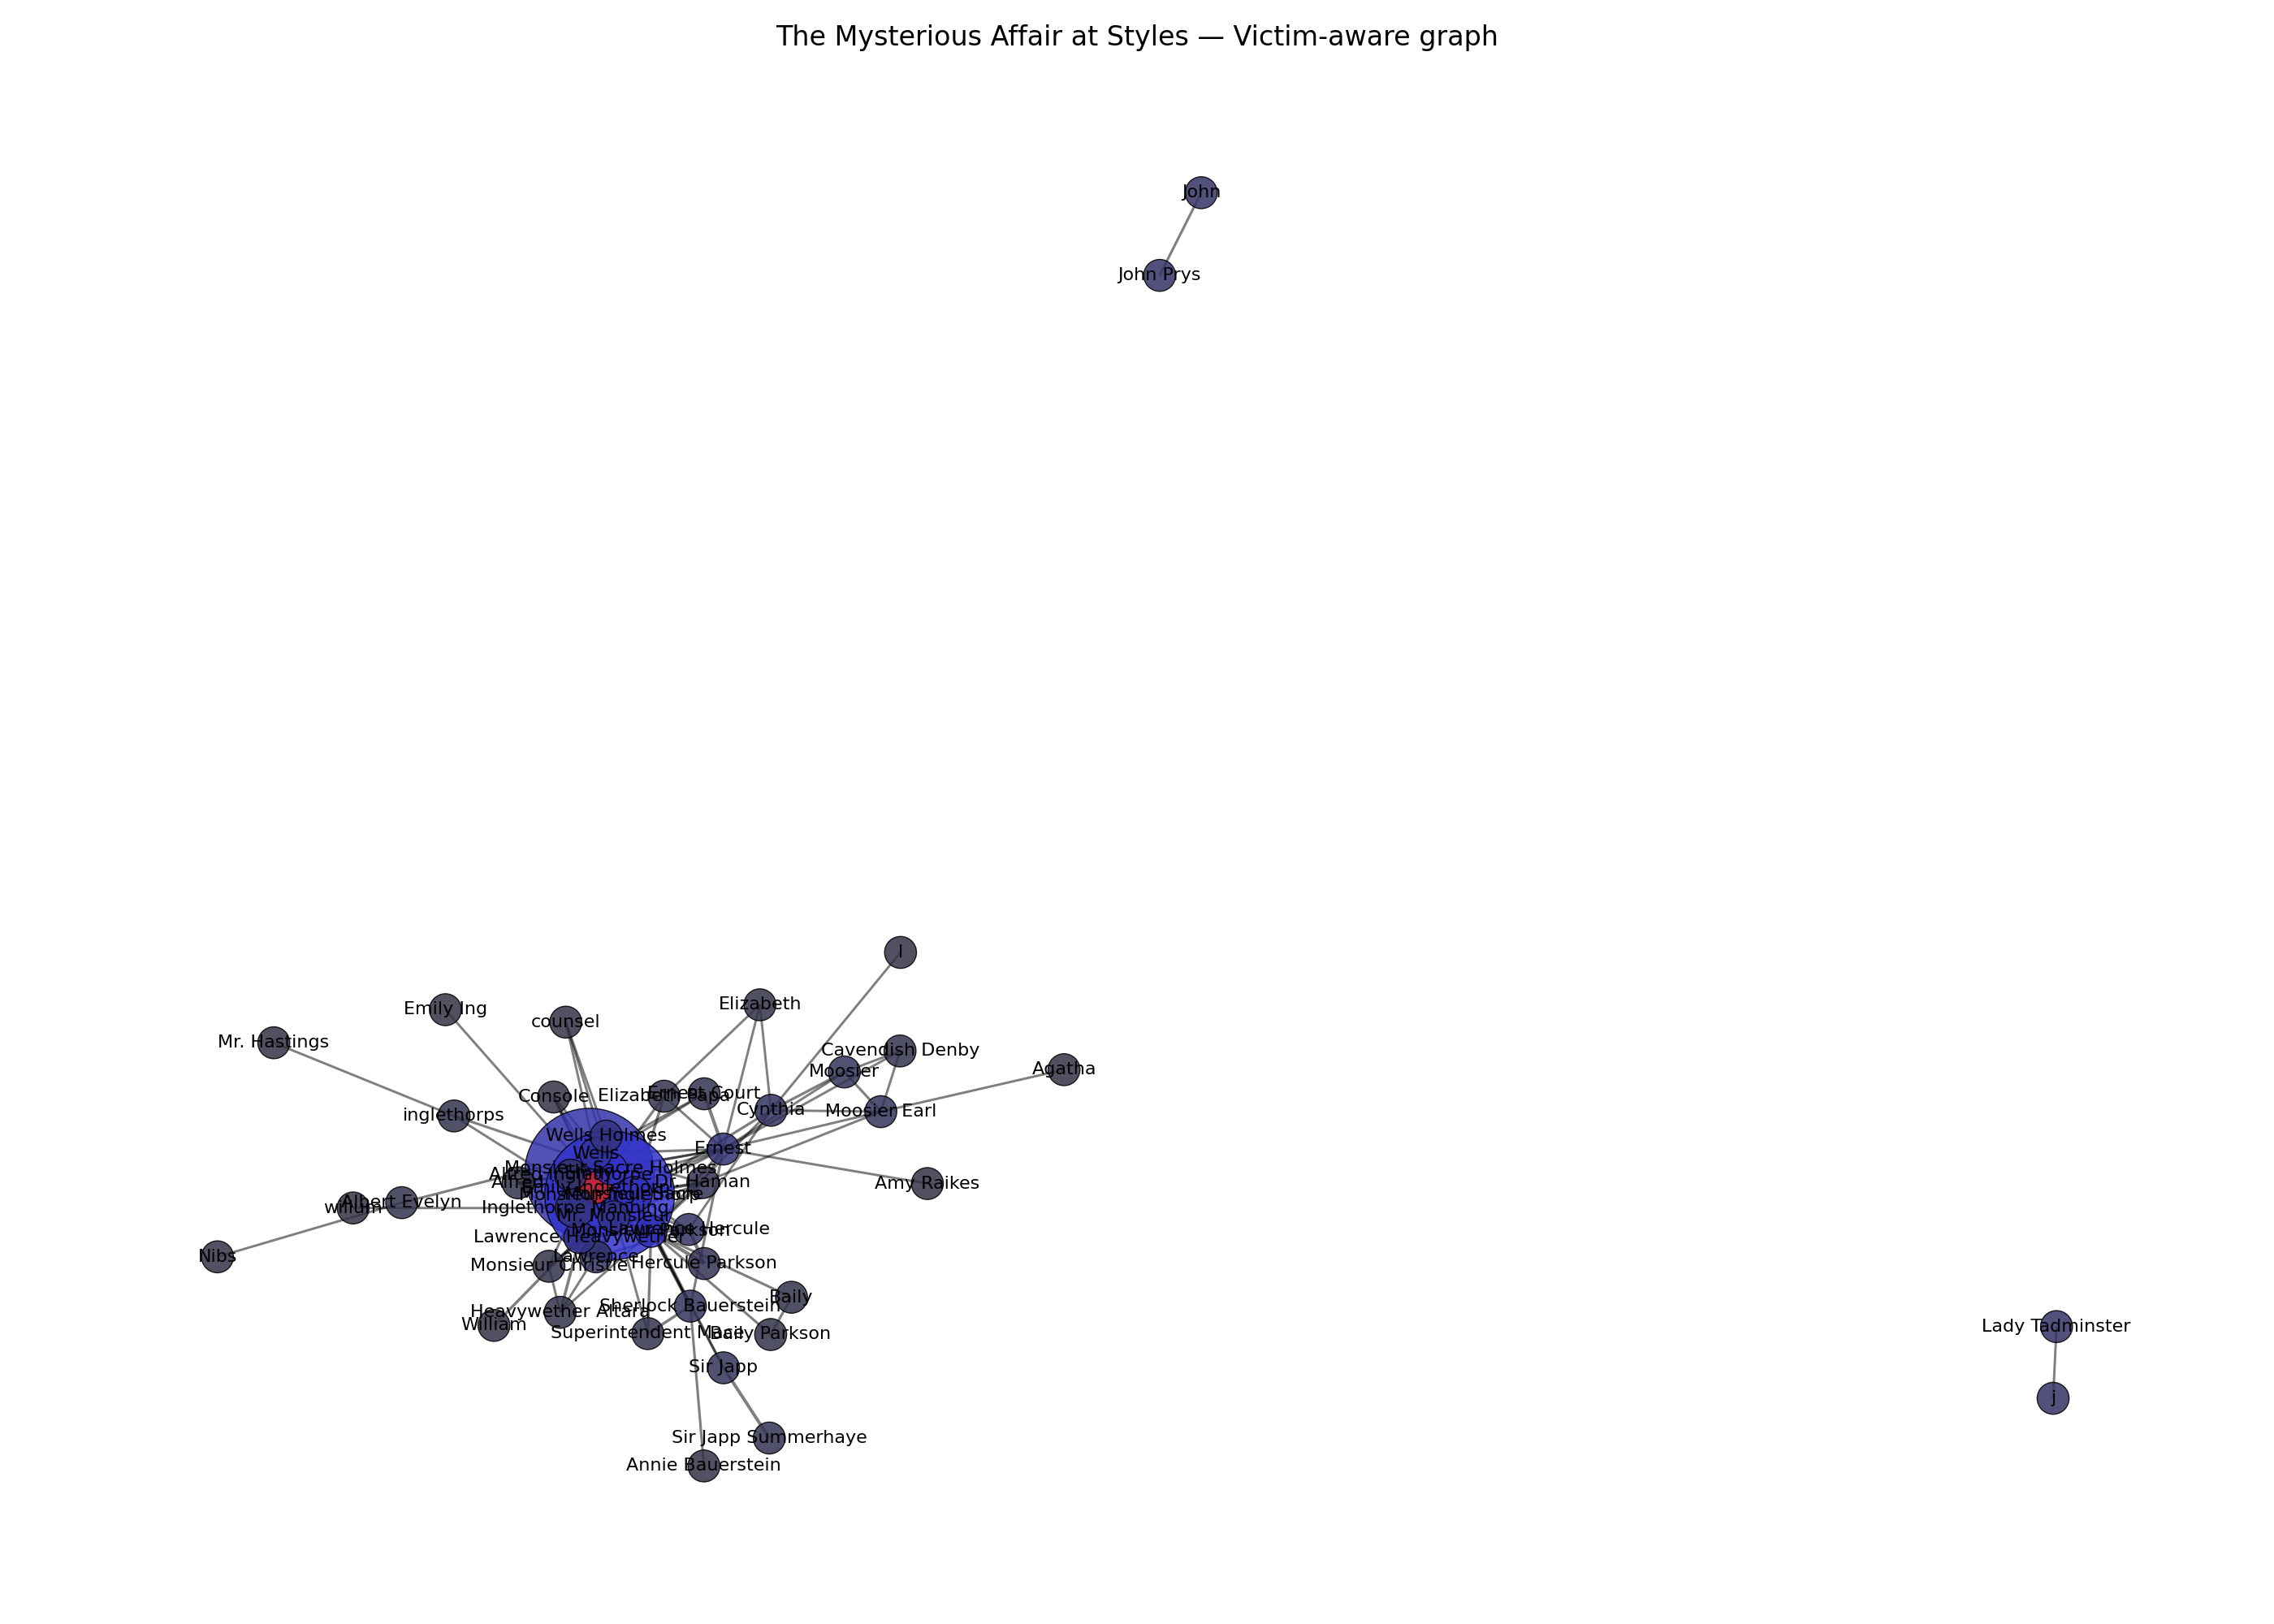 The Mysterious Affair at Styles — Victim-aware graph
John
John Prys
I
Elizabeth
Emily Ing
counsel
Mr. Hastings
Cavendish Denby
Moosier
Agatha
Console
Elizabeth Papa
Ernest Court
Cynthia
Moosier Earl
inglethorps
Wells Holmes
Ernest
Wells
Monsieur Sacre Holmes
Alfred Inglethorpe
Dr. Haman
Amy Raikes
Albert Evelyn
Inglethorpe Manning
Mr. Monsieur
Monsieur Parkson
Lawrence Hercule
Lawrence Heavywether
Lawrence
Nibs
Monsieur Christie
Hercule Parkson
Baily
Sherlock Bauerstein
Heavywether Altara
William
Superintendent Mace
Baily Parkson
Lady Tadminster
Sir Japp
j
Sir Japp Summerhaye
Annie Bauerstein